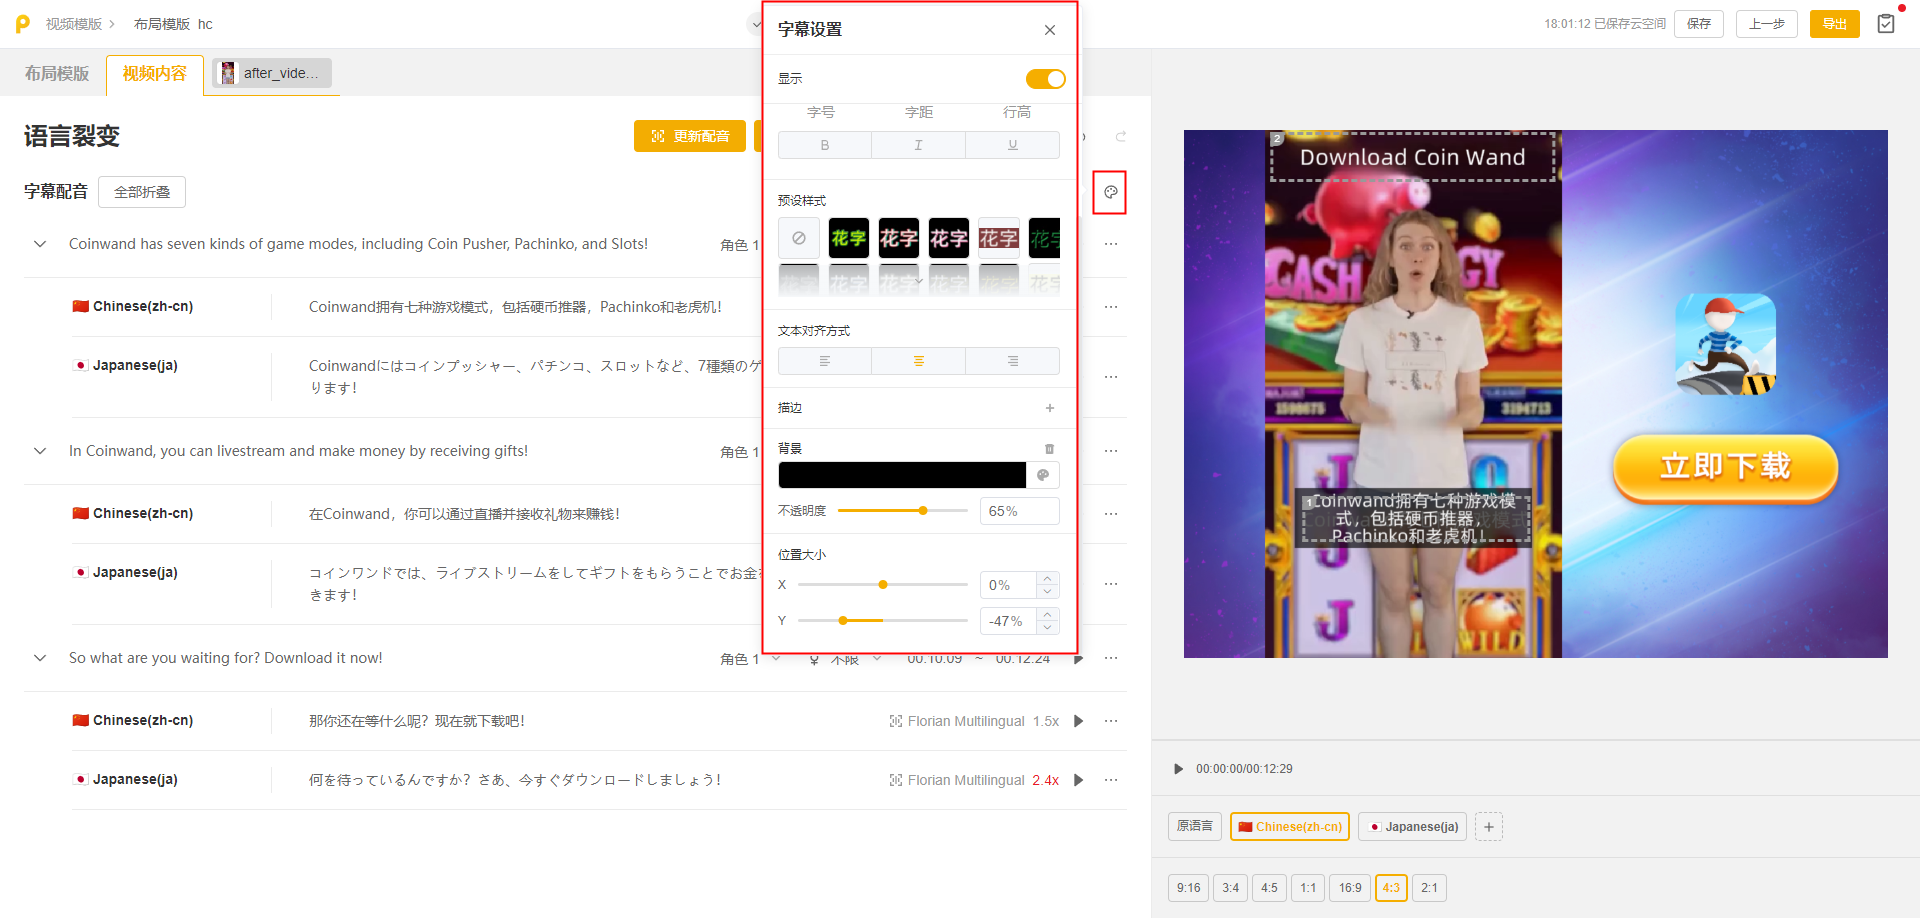 视频模版
布局模版 hc
18:01:12 已保存云空间
保存
上一步
导出
布局模版
视频内容
after_vide...
语言裂变
更新配音
字幕配音
全部折叠
Coinwand has seven kinds of game modes, including Coin Pusher, Pachinko, and Slots!
角色 1
Chinese(zh-cn)
Coinwand拥有七种游戏模式，包括硬币推器，Pachinko和老虎机！
Japanese(ja)
Coinwandにはコインプッシャー、パチンコ、スロットなど、7種類のゲ
ります！
In Coinwand, you can livestream and make money by receiving gifts!
角色 1
Chinese(zh-cn)
在Coinwand，你可以通过直播并接收礼物来赚钱！
Japanese(ja)
コインワンドでは、ライブストリームをしてギフトをもらうことでお金を
きます！
So what are you waiting for? Download it now!
角色 1
不限
00:10:09 ~ 00:12:24
Chinese(zh-cn)
那你还在等什么呢？现在就下载吧！
Florian Multilingual 1.5x
Japanese(ja)
何を待っているんですか？さあ、今すぐダウンロードしましょう！
Florian Multilingual 2.4x
字幕设置
显示
字号
字距
行高
B
I
U
预设样式
花字 花字 花字 花字 花字
花字 花字 花字 花字 花字 花字
文本对齐方式
描边
背景
不透明度
65%
位置大小
X
0%
Y
-47%
2
Download Coin Wand
CASH
1598675
3194713
1
Coinwand拥有七种游戏模
式，包括硬币推器，
Pachinko和老虎机！
J
J
J
WILD
立即下载
00:00:00/00:12:29
原语言
Chinese(zh-cn)
Japanese(ja)
9:16
3:4
4:5
1:1
16:9
4:3
2:1